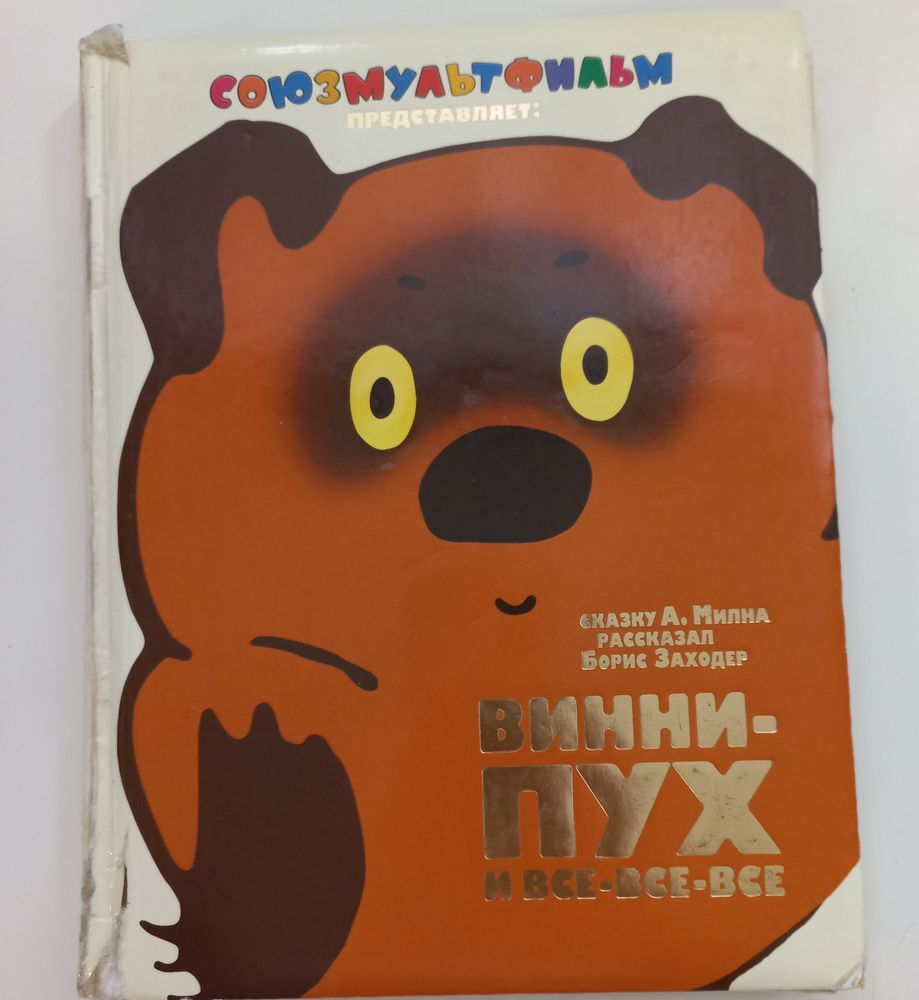 СОЮЗМУЛЬТФИЛЬМ
ПРЕДСТАВЛЯЕТ:
СКАЗКУ А. МИЛНА
РАССКАЗАЛ
БОРИС ЗАХОДЕР
ВИННИ-
ПУХ
И ВСЕ-ВСЕ-ВСЕ